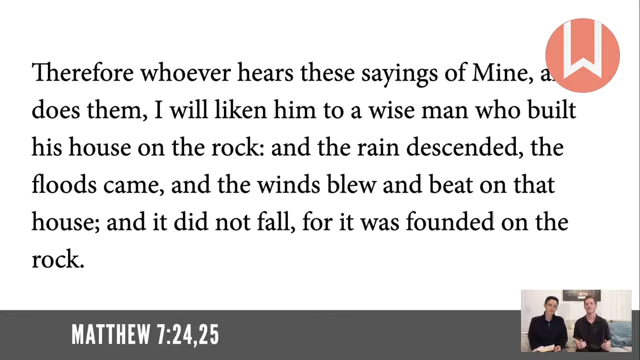 Therefore whoever hears these sayings of Mine,
does them, I will liken him to a wise man who built
his house on the rock: and the rain descended, the
floods came, and the winds blew and beat on that
house; and it did not fall, for it was founded on the
rock.
MATTHEW 7:24,25